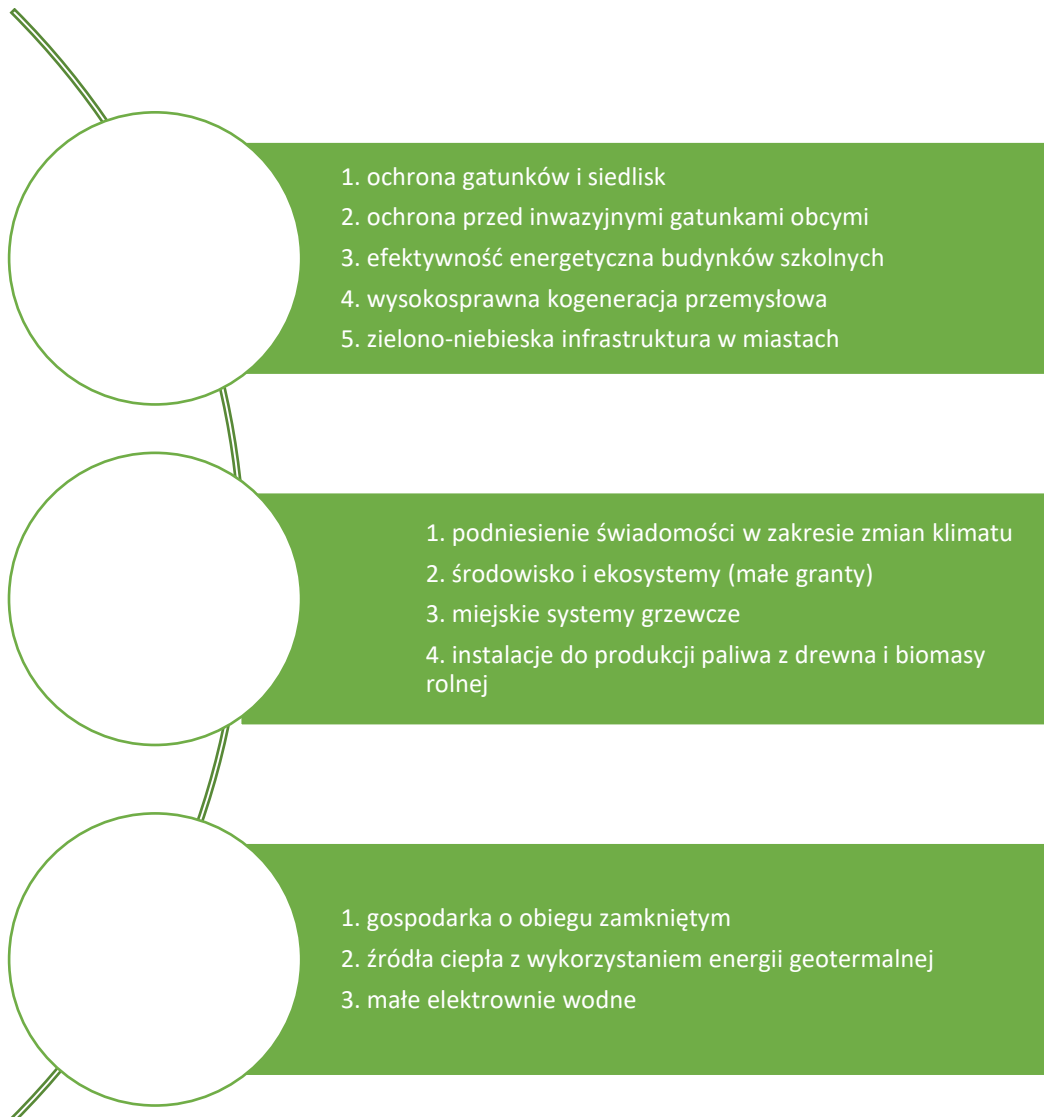 1. ochrona gatunków i siedlisk
2. ochrona przed inwazyjnymi gatunkami obcymi
3. efektywność energetyczna budynków szkolnych
4. wysokosprawna kogeneracja przemysłowa
5. zielono-niebieska infrastruktura w miastach
1. podniesienie świadomości w zakresie zmian klimatu
2. środowisko i ekosystemy (małe granty)
3. miejskie systemy grzewcze
4. instalacje do produkcji paliwa z drewna i biomasy
rolnej
1. gospodarka o obiegu zamkniętym
2. źródła ciepła z wykorzystaniem energii geotermalnej
3. małe elektrownie wodne